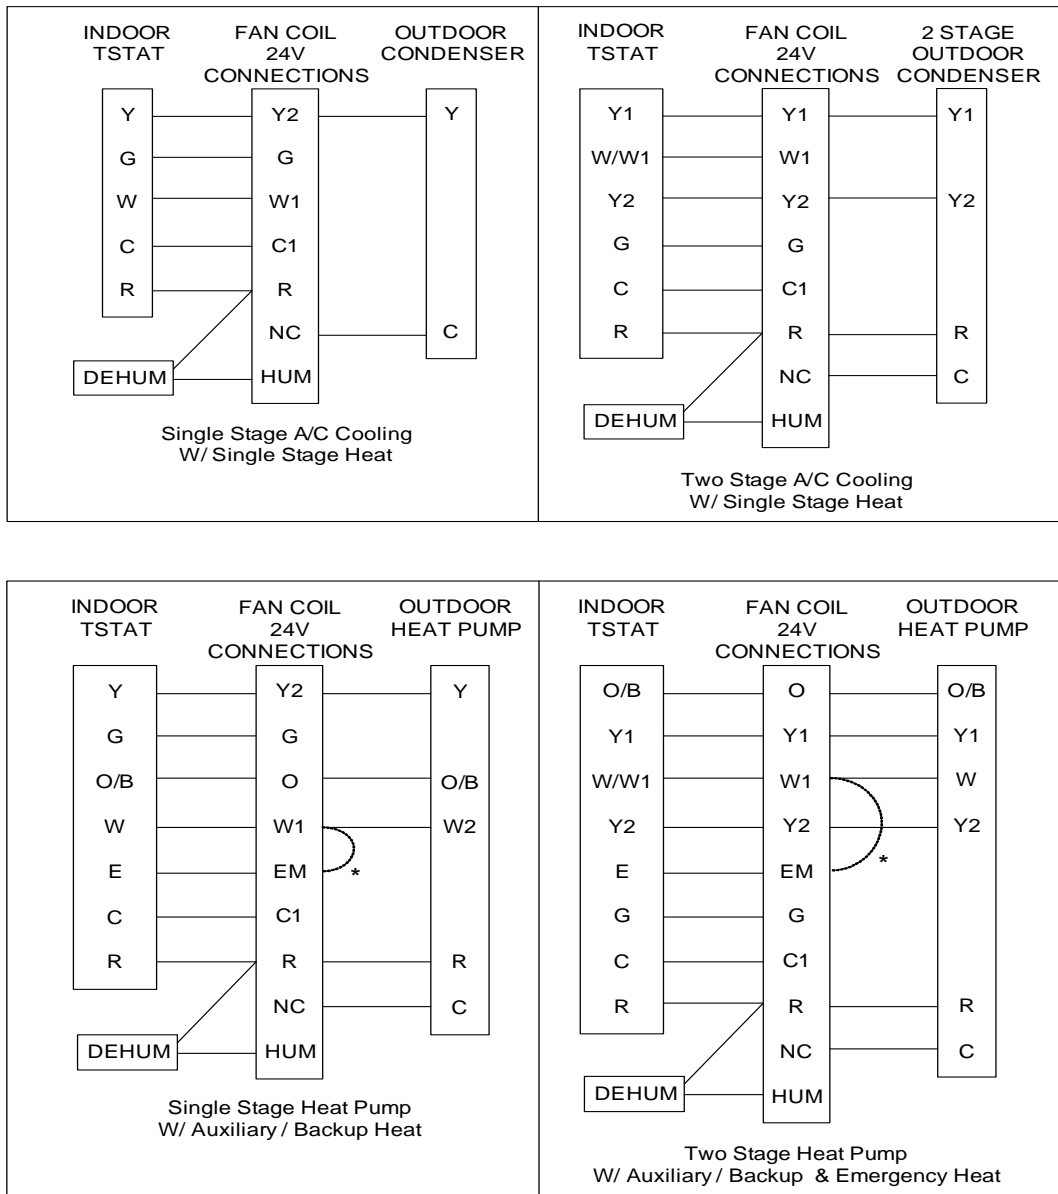 INDOOR TSTAT
FAN COIL 24V CONNECTIONS
OUTDOOR CONDENSER
Y Y2 Y
G G
W W1
C C1
R R
NC C
DEHUM HUM
Single Stage A/C Cooling
W/ Single Stage Heat
INDOOR TSTAT
FAN COIL 24V CONNECTIONS
2 STAGE OUTDOOR CONDENSER
Y1 Y1 Y1
W/W1 W1
Y2 Y2 Y2
G G
C C1
R R R
NC C
DEHUM HUM
Two Stage A/C Cooling
W/ Single Stage Heat
INDOOR TSTAT
FAN COIL 24V CONNECTIONS
OUTDOOR HEAT PUMP
Y Y2 Y
G G
O/B O O/B
W W1 W2
E EM *
C C1
R R R
NC C
DEHUM HUM
Single Stage Heat Pump
W/ Auxiliary / Backup Heat
INDOOR TSTAT
FAN COIL 24V CONNECTIONS
OUTDOOR HEAT PUMP
O/B O O/B
Y1 Y1 Y1
W/W1 W1 W
Y2 Y2 Y2
E EM *
G G
C C1
R R R
NC C
DEHUM HUM
Two Stage Heat Pump
W/ Auxiliary / Backup & Emergency Heat